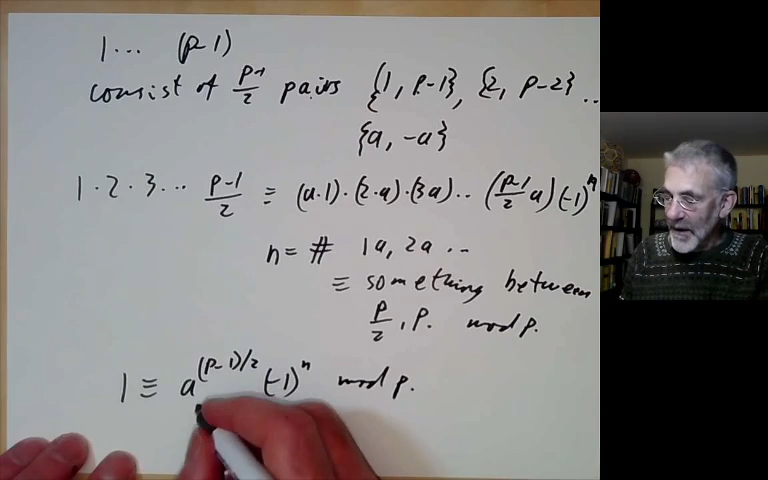 1 ... (p-1)
consist of (p-1)/2 pairs {1, p-1}, {2, p-2} ..
{a, -a}
1 · 2 · 3 ... (p-1)/2 ≡ (a·1)·(2·a)·(3a) .. ((p-1)/2 a)(-1)^n
n = # 1a, 2a ..
≡ something between
p/2, p. mod p.
1 ≡ a^((p-1)/2) (-1)^n mod p.